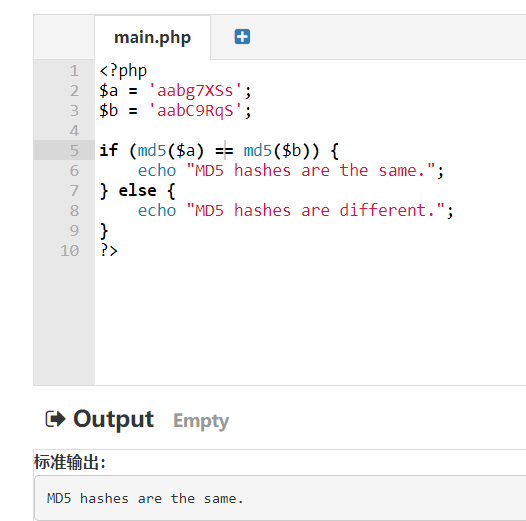 main.php
1 <?php
2 $a = 'aabg7XSs';
3 $b = 'aabC9RqS';
4
5 if (md5($a) == md5($b)) {
6     echo "MD5 hashes are the same.";
7 } else {
8     echo "MD5 hashes are different.";
9 }
10 ?>
Output Empty
标准输出:
MD5 hashes are the same.